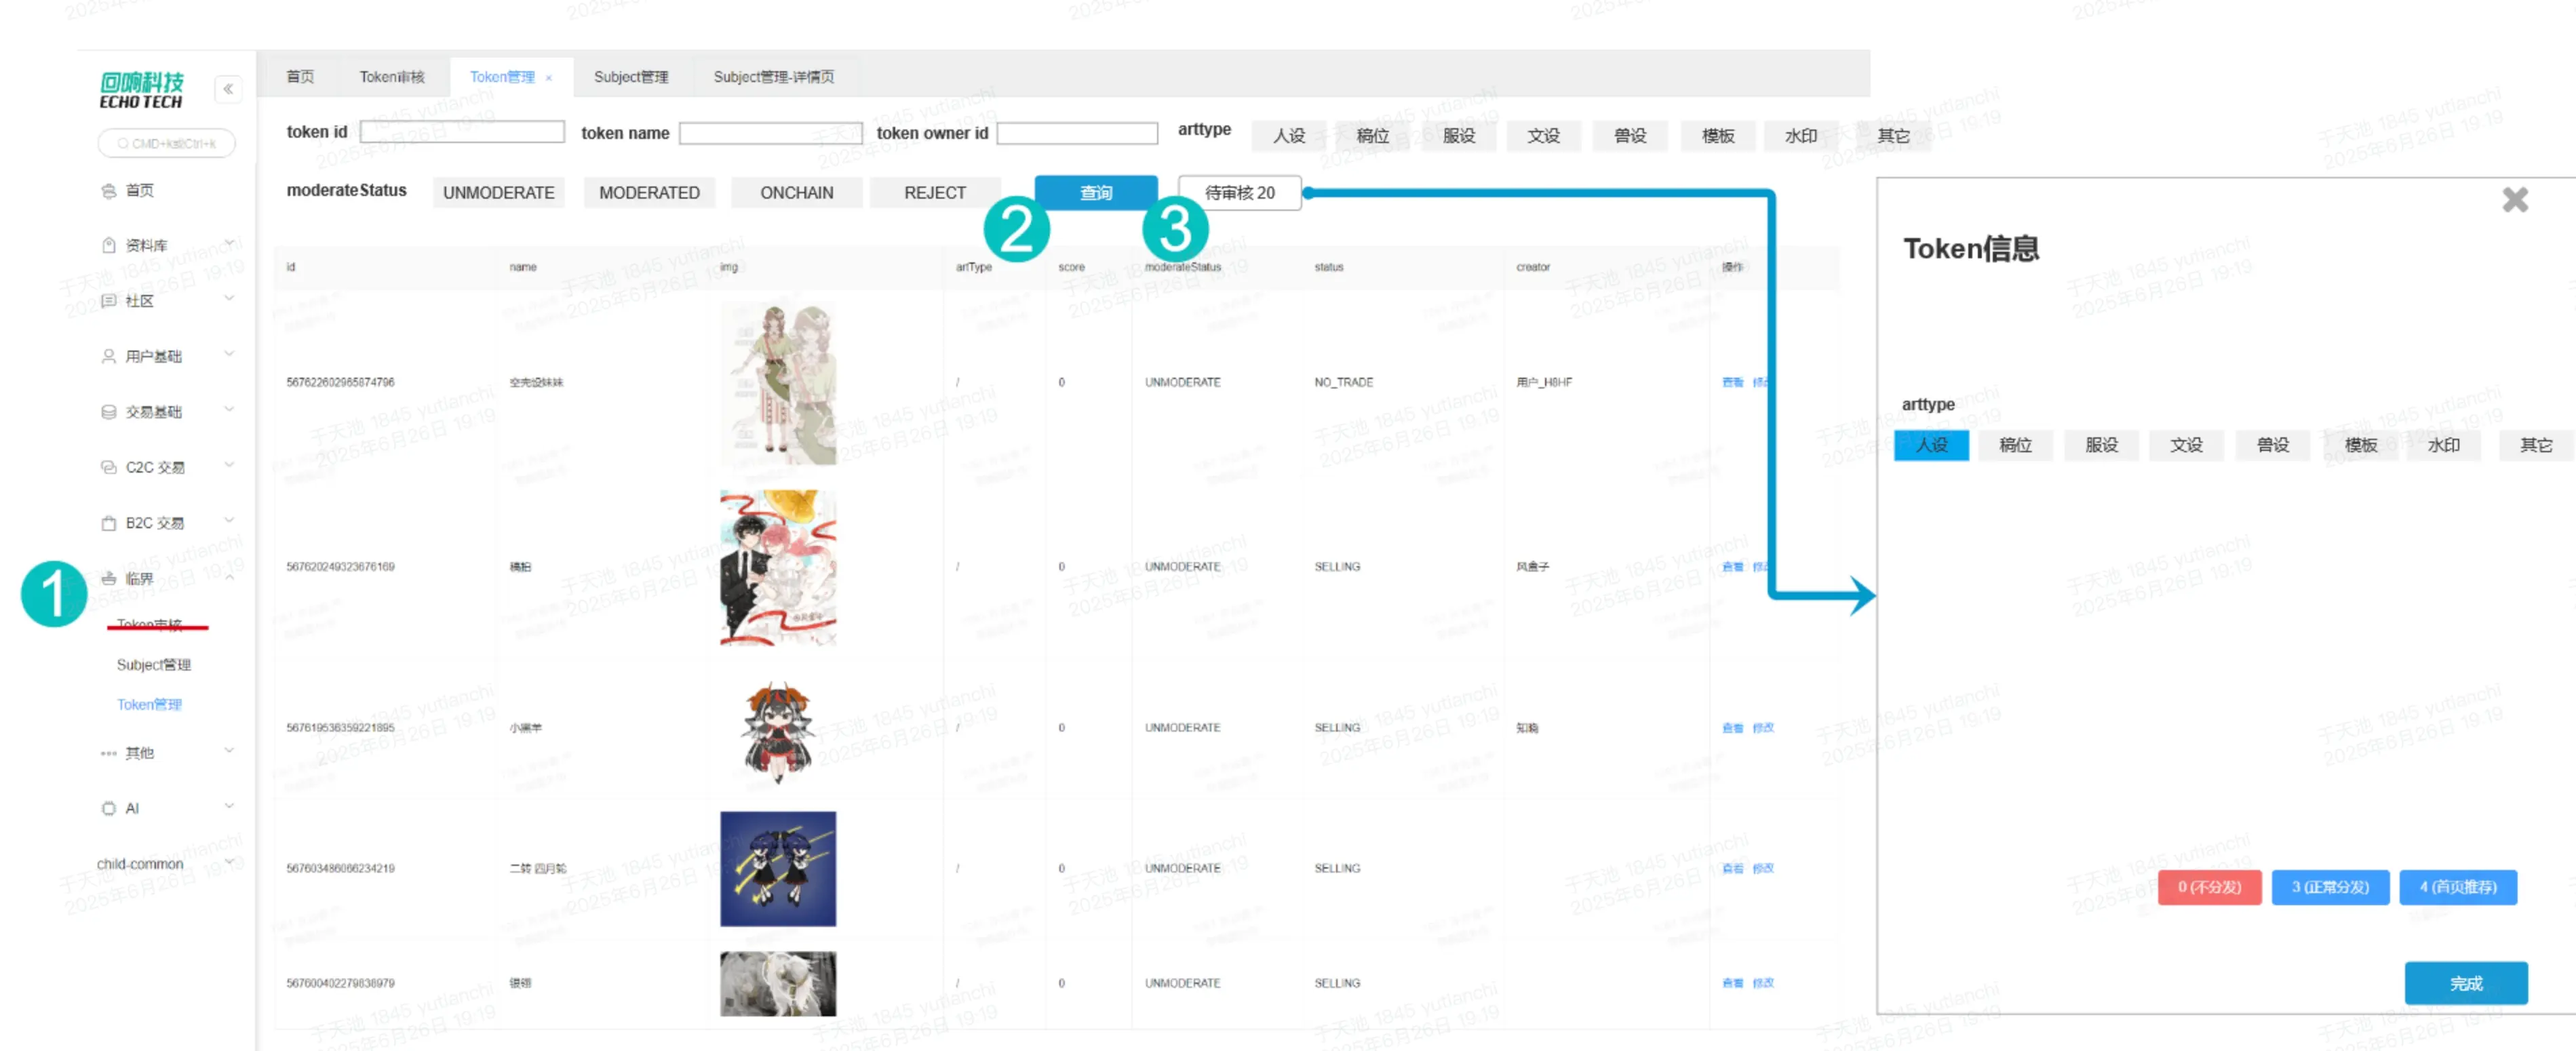 回响科技
ECHO TECH
«
CMD+k或Ctrl+k
首页
资料库
社区
用户基础
交易基础
C2C 交易
B2C 交易
1
临界
Token审核
Subject管理
Token管理
其他
AI
child-common
首页 Token审核 Token管理 × Subject管理 Subject管理-详情页
token id token name token owner id arttype 人设 稿位 服设 文设 兽设 模板 水印 其它
moderateStatus UNMODERATE MODERATED ONCHAIN REJECT 查询 待审核 20
2 3
id name img artType score moderateStatus status creator 操作
567622602965874796 空壳设妹妹 / 0 UNMODERATE NO_TRADE 用户_H8HF 查看
567620249323676169 / 0 UNMODERATE SELLING 风盒子 查看
567619536359221895 小黑羊 / 0 UNMODERATE SELLING 知晓 查看 修改
567603486066234219 二转 四月轮 / 0 UNMODERATE SELLING 查看 修改
567600402279838979 / 0 UNMODERATE SELLING 查看 修改
Token信息
arttype
人设 稿位 服设 文设 兽设 模板 水印 其它
0 (不分发) 3 (正常分发) 4 (首页推荐)
完成
于天池 1845 yutianchi
2025年6月26日 19:19